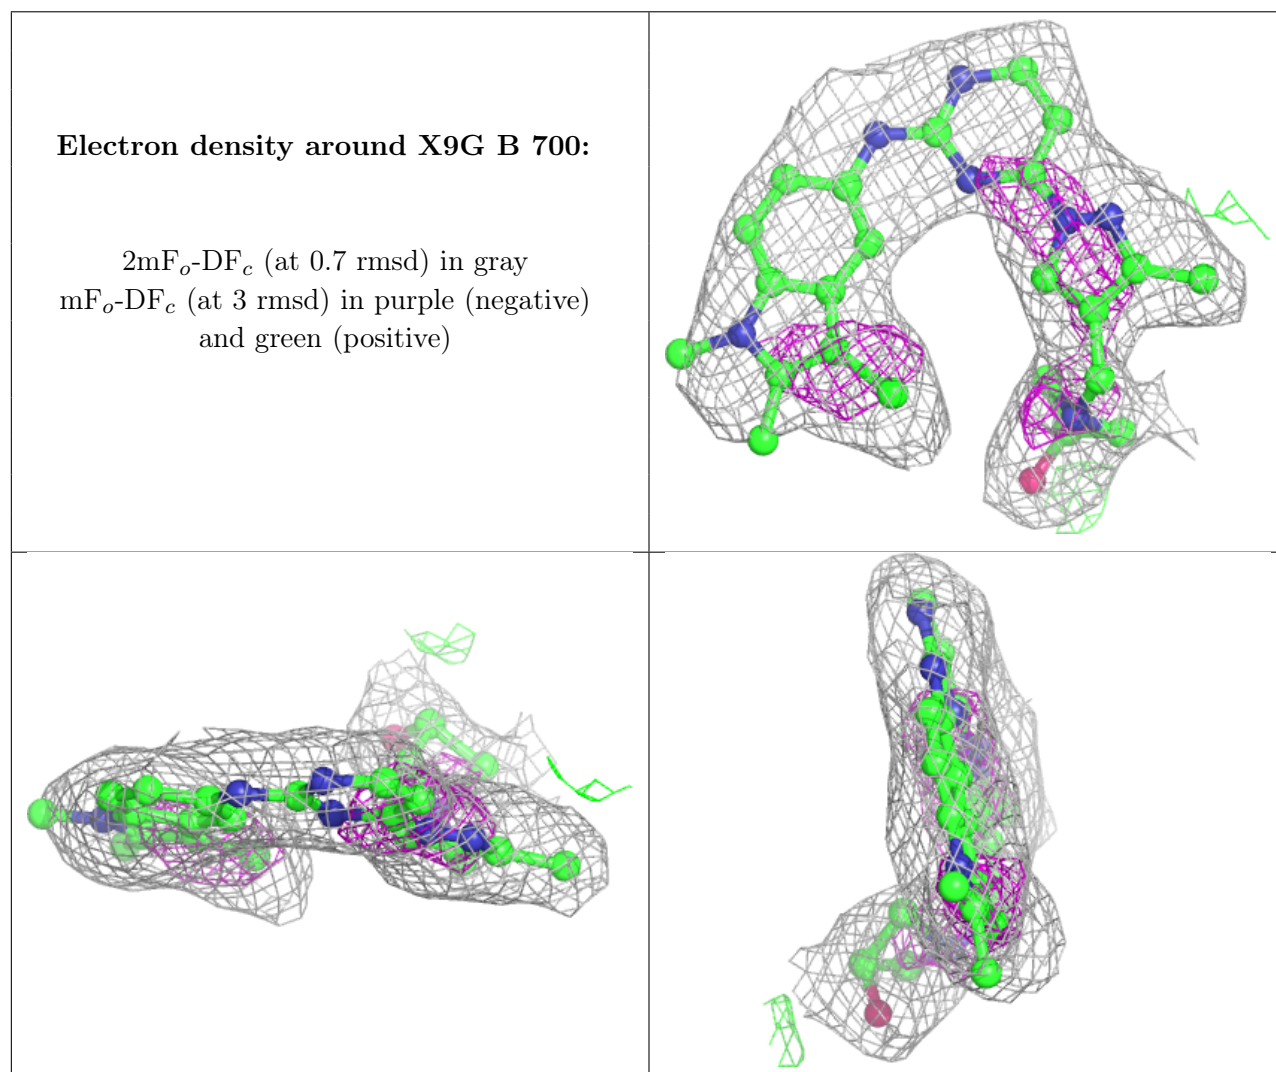 Electron density around X9G B 700:
2mFₒ-DF𝒸 (at 0.7 rmsd) in gray
mFₒ-DF𝒸 (at 3 rmsd) in purple (negative)
and green (positive)